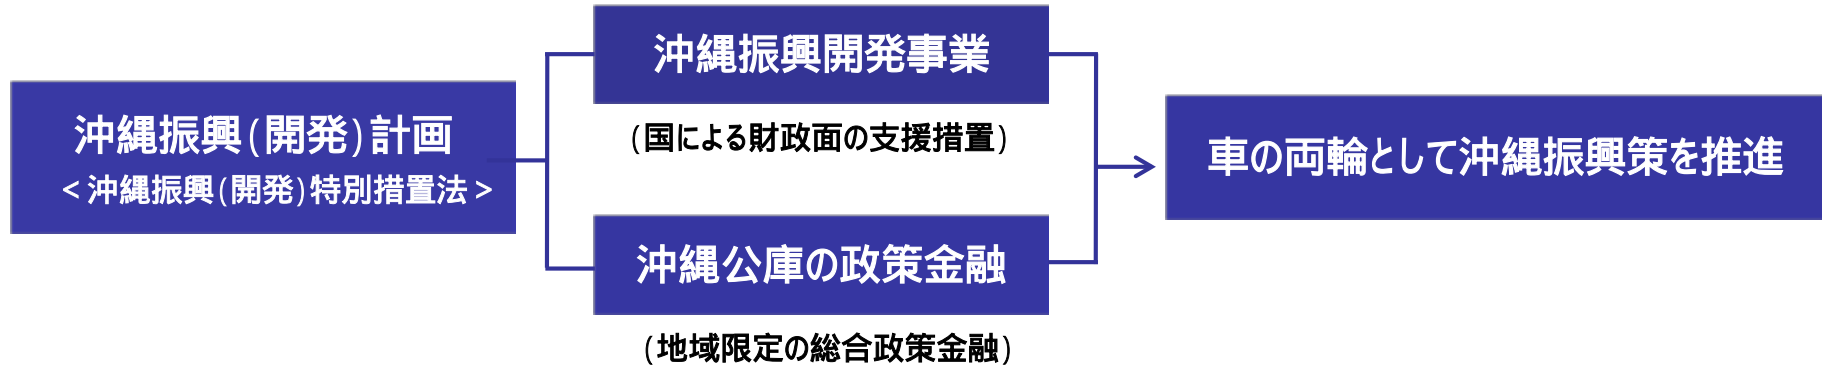 沖縄振興(開発)計画
<沖縄振興(開発)特別措置法>
沖縄振興開発事業
(国による財政面の支援措置)
沖縄公庫の政策金融
(地域限定の総合政策金融)
車の両輪として沖縄振興策を推進